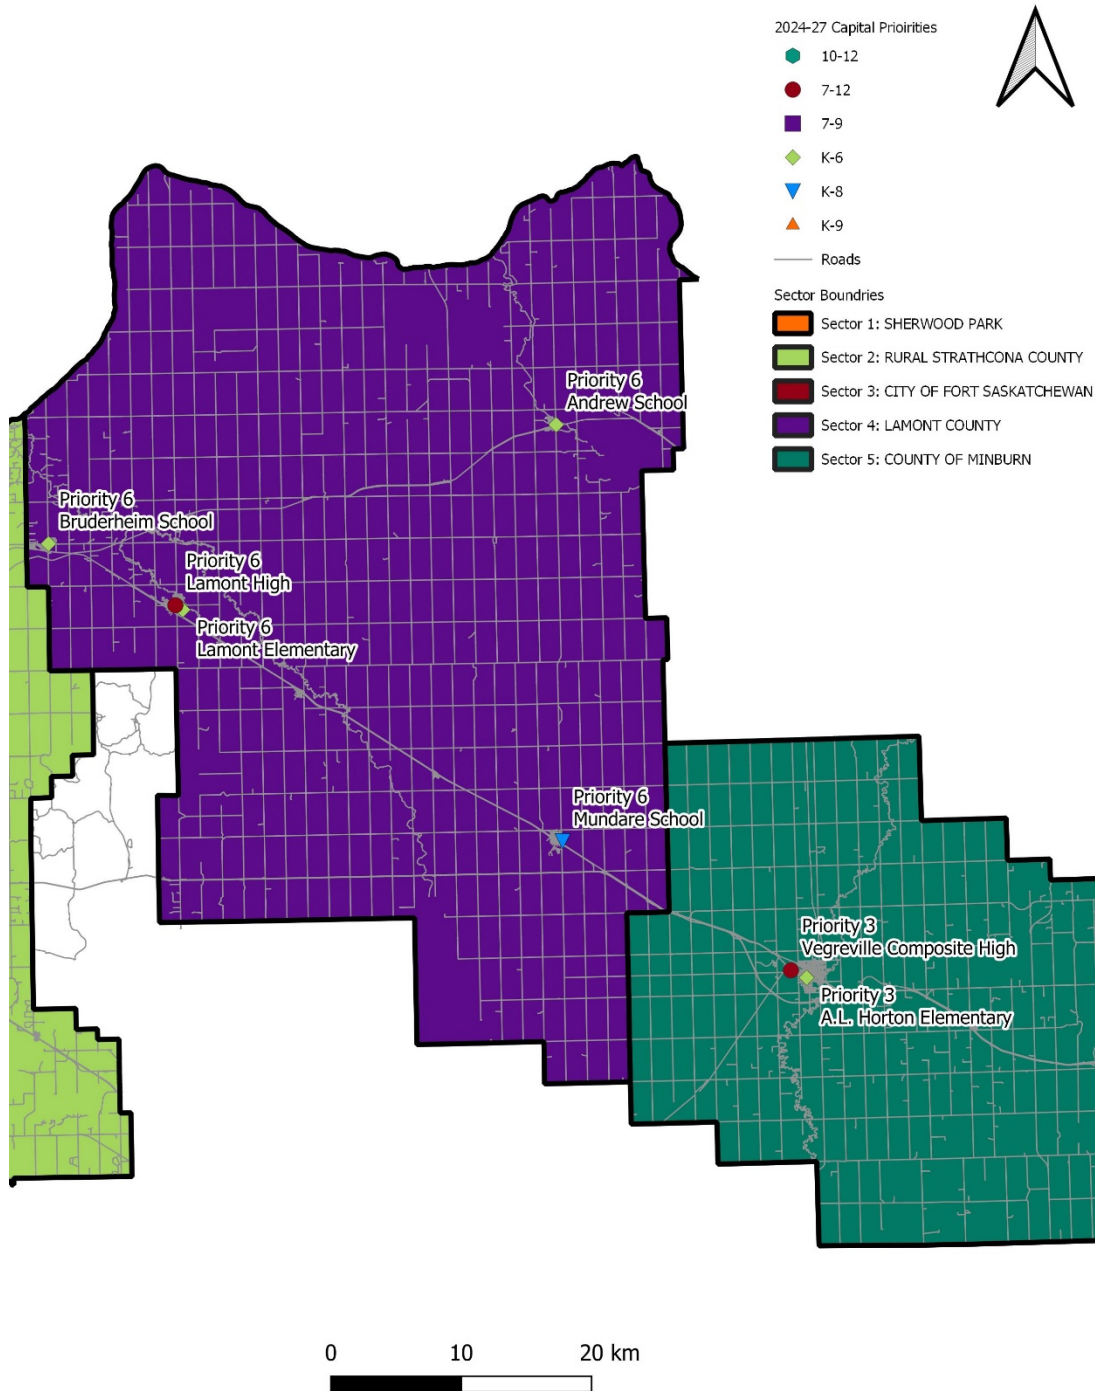 2024-27 Capital Prioirities
10-12
7-12
7-9
K-6
K-8
K-9
Roads
Sector Boundries
Sector 1: SHERWOOD PARK
Sector 2: RURAL STRATHCONA COUNTY
Sector 3: CITY OF FORT SASKATCHEWAN
Sector 4: LAMONT COUNTY
Sector 5: COUNTY OF MINBURN
Priority 6
Andrew School
Priority 6
Bruderheim School
Priority 6
Lamont High
Priority 6
Lamont Elementary
Priority 6
Mundare School
Priority 3
Vegreville Composite High
Priority 3
A.L. Horton Elementary
0 10 20 km